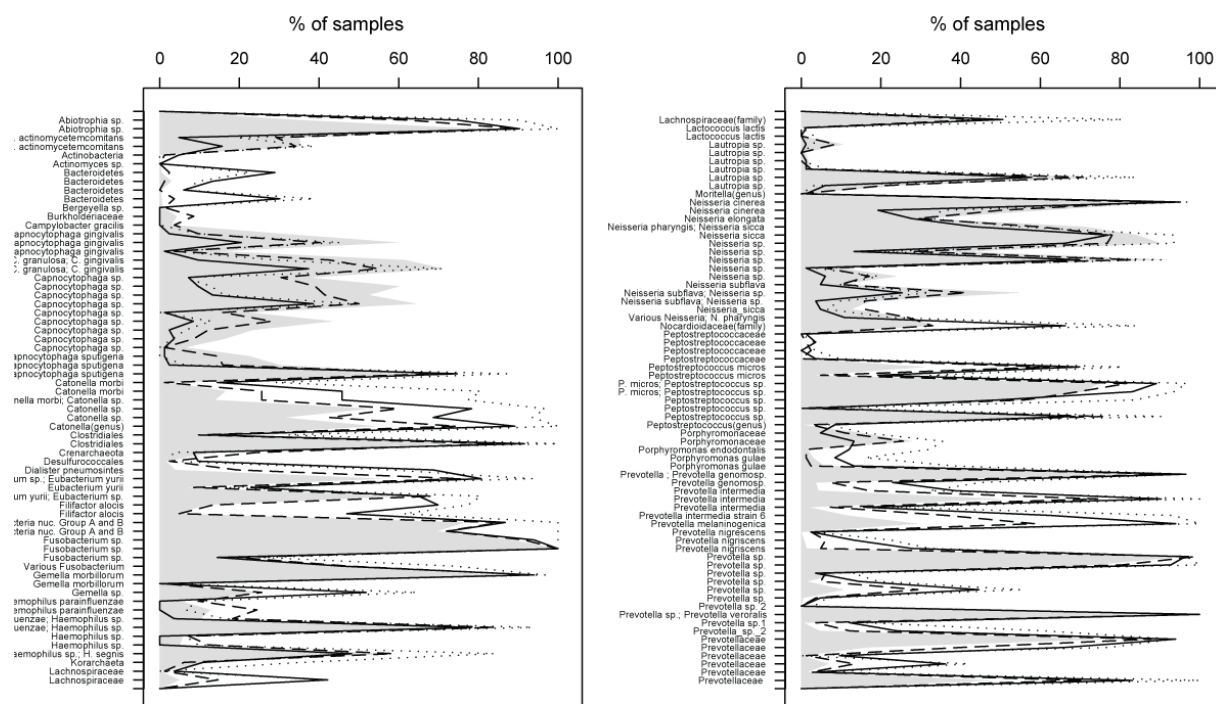 % of samples
0 20 40 60 80 100
Abiotrophia sp.
Abiotrophia sp.
. actinomycetemcomitans
. actinomycetemcomitans
Actinobacteria
Actinomyces sp.
Bacteroidetes
Bacteroidetes
Bacteroidetes
Bacteroidetes
Bergeyella sp.
Burkholderiaceae
Campylobacter gracilis
apnocytophaga gingivalis
apnocytophaga gingivalis
apnocytophaga gingivalis
. granulosa; C. gingivalis
. granulosa; C. gingivalis
Capnocytophaga sp.
Capnocytophaga sp.
Capnocytophaga sp.
Capnocytophaga sp.
Capnocytophaga sp.
Capnocytophaga sp.
Capnocytophaga sp.
Capnocytophaga sp.
Capnocytophaga sp.
apnocytophaga sputigena
apnocytophaga sputigena
apnocytophaga sputigena
Catonella morbi
Catonella morbi
nella morbi; Catonella sp.
Catonella sp.
Catonella sp.
Catonella(genus)
Clostridiales
Clostridiales
Crenarchaeota
Desulfurococcales
Dialister pneumosintes
um sp.; Eubacterium yurii
Eubacterium yurii
um yurii; Eubacterium sp.
Filifactor alocis
Filifactor alocis
cteria nuc. Group A and B
cteria nuc. Group A and B
Fusobacterium sp.
Fusobacterium sp.
Fusobacterium sp.
Various Fusobacterium
Gemella morbillorum
Gemella morbillorum
Gemella sp.
aemophilus parainfluenzae
aemophilus parainfluenzae
uenzae; Haemophilus sp.
uenzae; Haemophilus sp.
Haemophilus sp.
Haemophilus sp.
aemophilus sp.; H. segnis
Korarchaeta
Lachnospiraceae
Lachnospiraceae
% of samples
0 20 40 60 80 100
Lachnospiraceae(family)
Lactococcus lactis
Lactococcus lactis
Lautropia sp.
Lautropia sp.
Lautropia sp.
Lautropia sp.
Lautropia sp.
Lautropia sp.
Moritella(genus)
Neisseria cinerea
Neisseria cinerea
Neisseria elongata
Neisseria pharyngis; Neisseria sicca
Neisseria sicca
Neisseria sp.
Neisseria sp.
Neisseria sp.
Neisseria sp.
Neisseria subflava
Neisseria subflava; Neisseria sp.
Neisseria subflava; Neisseria sp.
Neisseria_sicca
Various Neisseria; N. pharyngis
Nocardioidaceae(family)
Peptostreptococcaceae
Peptostreptococcaceae
Peptostreptococcaceae
Peptostreptococcaceae
Peptostreptococcus micros
Peptostreptococcus micros
P. micros; Peptostreptococcus sp.
P. micros; Peptostreptococcus sp.
Peptostreptococcus sp.
Peptostreptococcus sp.
Peptostreptococcus sp.
Peptostreptococcus(genus)
Porphyromonaceae
Porphyromonaceae
Porphyromonas endodontalis
Porphyromonas gulae
Porphyromonas gulae
Prevotella ; Prevotella genomosp.
Prevotella genomosp.
Prevotella intermedia
Prevotella intermedia
Prevotella intermedia
Prevotella intermedia strain 6
Prevotella melaninogenica
Prevotella nigrescens
Prevotella nigriscens
Prevotella nigriscens
Prevotella sp.
Prevotella sp.
Prevotella sp.
Prevotella sp.
Prevotella sp.
Prevotella sp.
Prevotella sp. 2
Prevotella sp.; Prevotella veroralis
Prevotella sp.1
Prevotella_sp._2
Prevotellaceae
Prevotellaceae
Prevotellaceae
Prevotellaceae
Prevotellaceae
Prevotellaceae